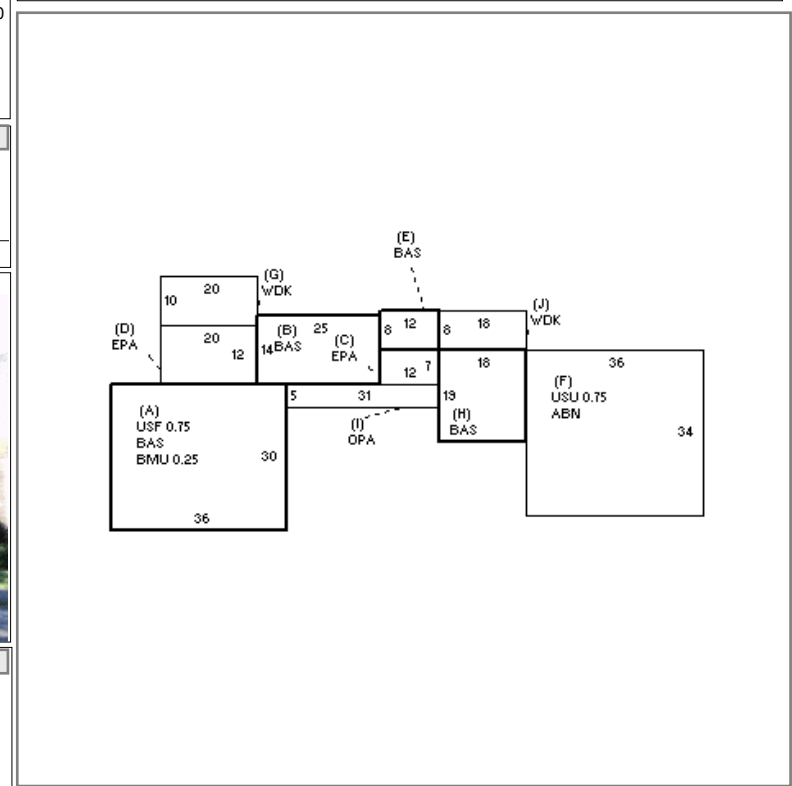 0
(E)
BAS
(G)
WDK
20
10
(J)
WDK
(D)
EPA
20
12
(B)
BAS
25
14
(C)
EPA
8
12
8
18
12
7
18
36
(F)
USU 0.75
ABN
34
5
31
19
(H)
BAS
(I)
OPA
(A)
USF 0.75
BAS
BMU 0.25
30
36